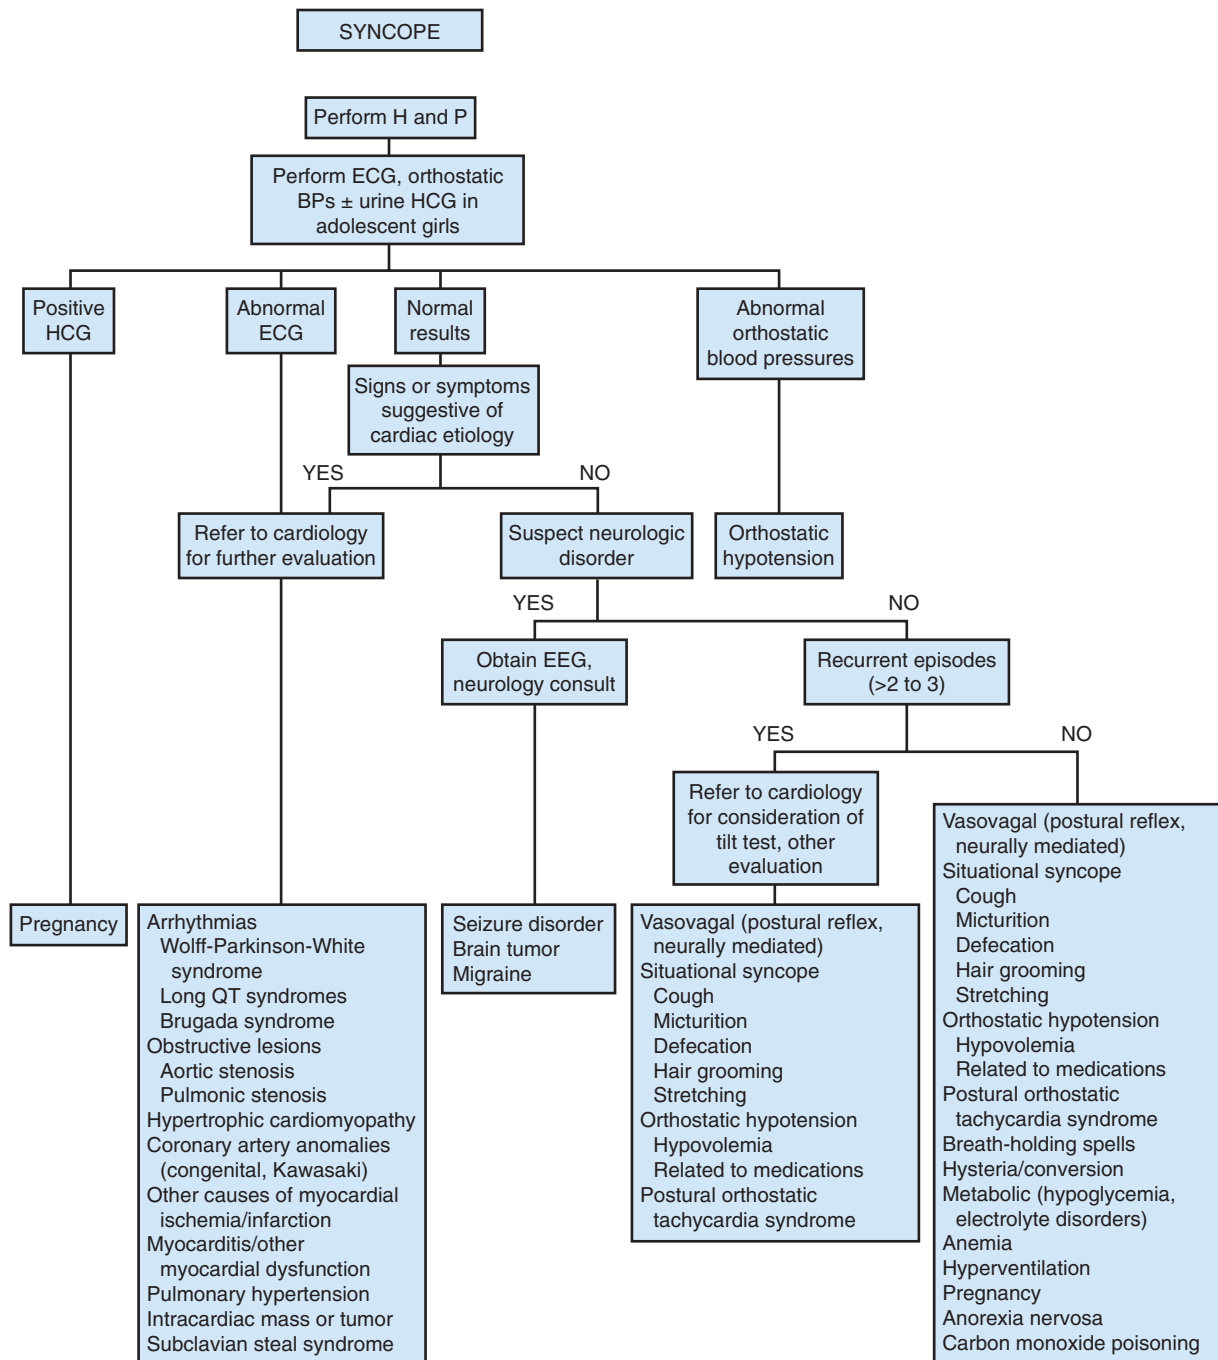 SYNCOPE
Perform H and P
Perform ECG, orthostatic
BPs ± urine HCG in
adolescent girls
Positive
HCG
Abnormal
ECG
Normal
results
Abnormal
orthostatic
blood pressures
Signs or symptoms
suggestive of
cardiac etiology
YES
NO
Refer to cardiology
for further evaluation
Suspect neurologic
disorder
Orthostatic
hypotension
YES
NO
Obtain EEG,
neurology consult
Recurrent episodes
(>2 to 3)
YES
NO
Refer to cardiology
for consideration of
tilt test, other
evaluation
Pregnancy
Arrhythmias
Wolff-Parkinson-White
syndrome
Long QT syndromes
Brugada syndrome
Obstructive lesions
Aortic stenosis
Pulmonic stenosis
Hypertrophic cardiomyopathy
Coronary artery anomalies
(congenital, Kawasaki)
Other causes of myocardial
ischemia/infarction
Myocarditis/other
myocardial dysfunction
Pulmonary hypertension
Intracardiac mass or tumor
Subclavian steal syndrome
Seizure disorder
Brain tumor
Migraine
Vasovagal (postural reflex,
neurally mediated)
Situational syncope
Cough
Micturition
Defecation
Hair grooming
Stretching
Orthostatic hypotension
Hypovolemia
Related to medications
Postural orthostatic
tachycardia syndrome
Vasovagal (postural reflex,
neurally mediated)
Situational syncope
Cough
Micturition
Defecation
Hair grooming
Stretching
Orthostatic hypotension
Hypovolemia
Related to medications
Postural orthostatic
tachycardia syndrome
Breath-holding spells
Hysteria/conversion
Metabolic (hypoglycemia,
electrolyte disorders)
Anemia
Hyperventilation
Pregnancy
Anorexia nervosa
Carbon monoxide poisoning